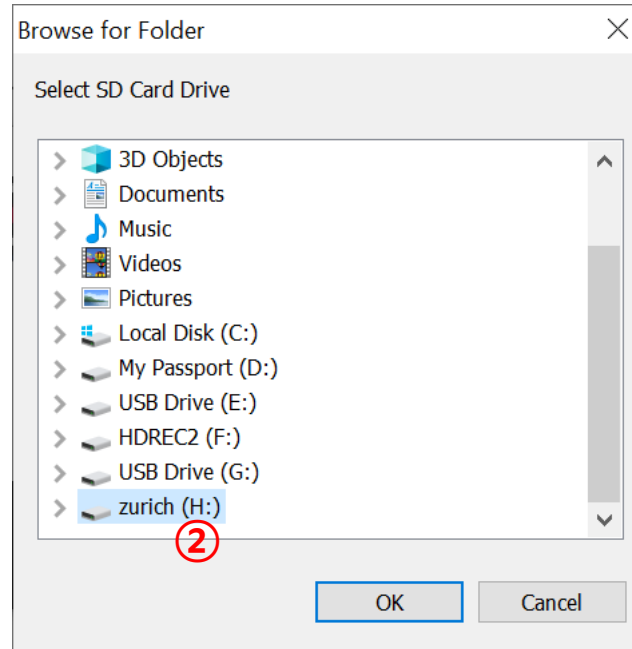 Browse for Folder
Select SD Card Drive
3D Objects
Documents
Music
Videos
Pictures
Local Disk (C:)
My Passport (D:)
USB Drive (E:)
HDREC2 (F:)
USB Drive (G:)
zurich (H:)
②
OK Cancel